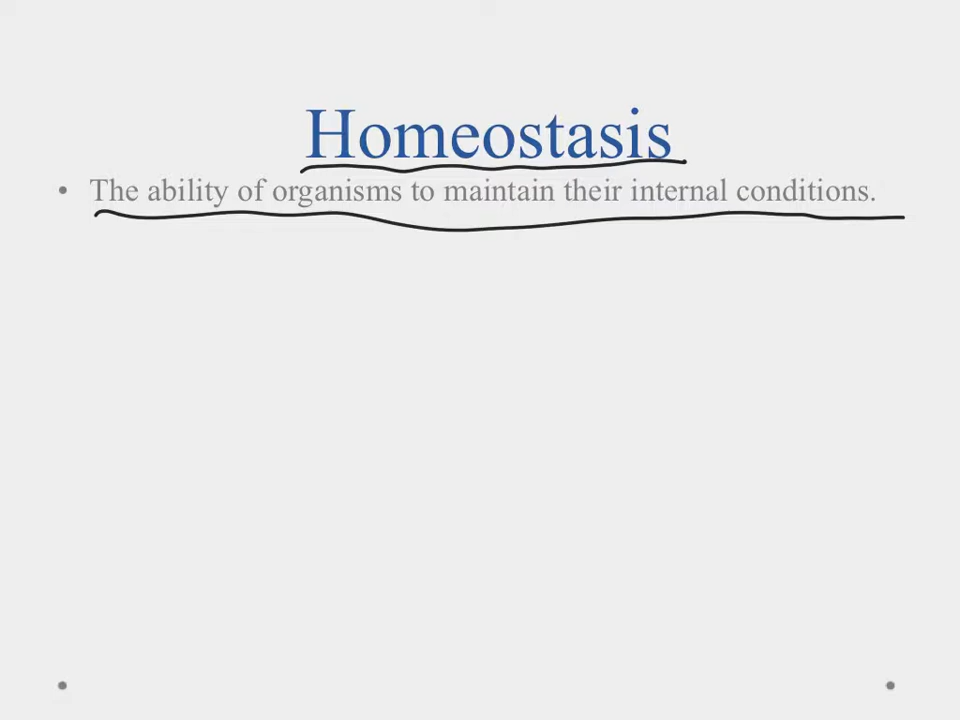 Homeostasis
• The ability of organisms to maintain their internal conditions.